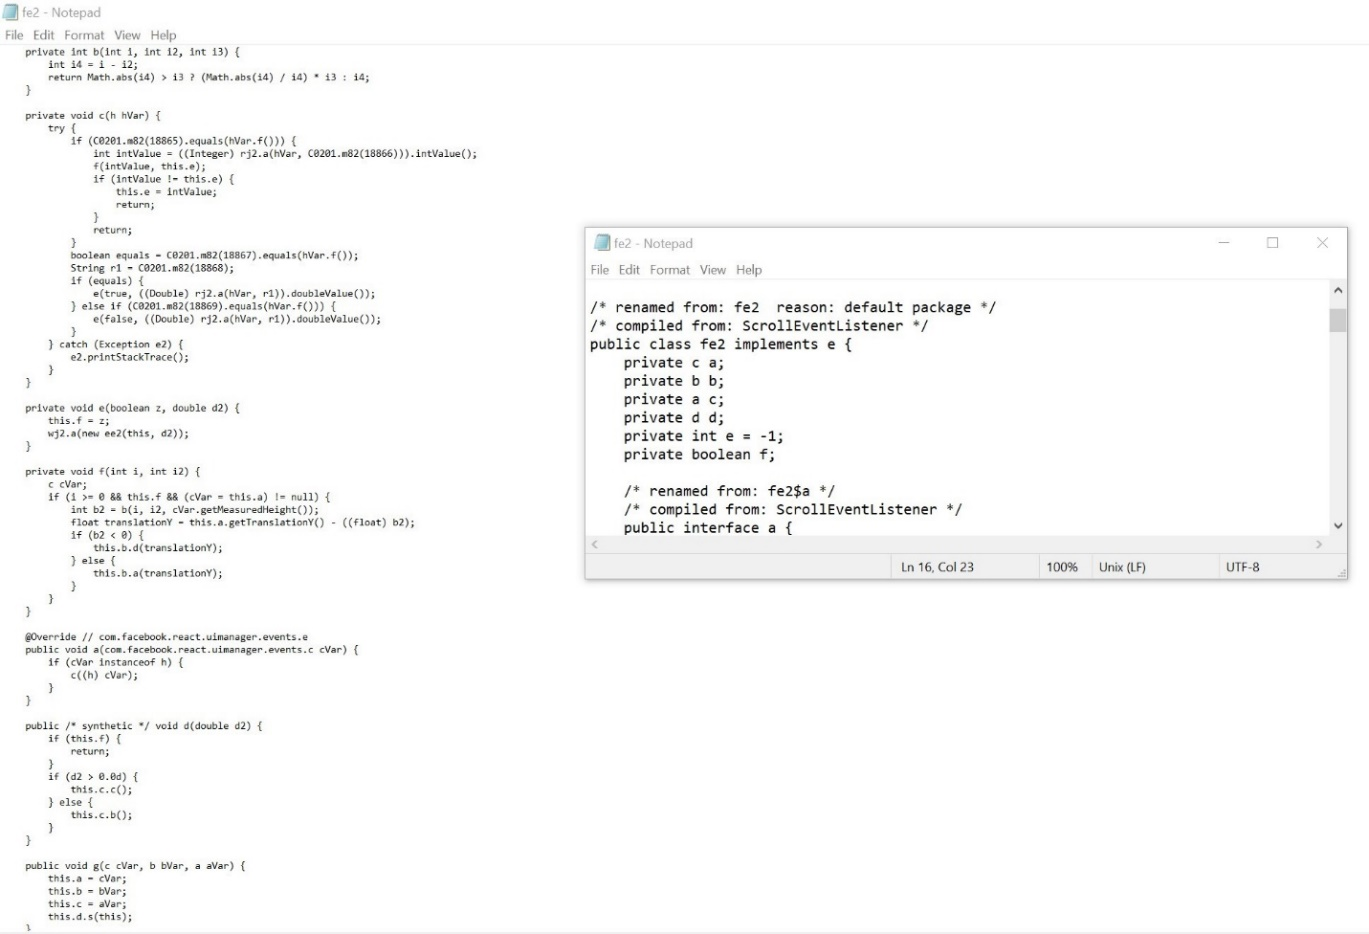 fe2 - Notepad
File Edit Format View Help
private int b(int i, int i2, int i3) {
int i4 = i - i2;
return Math.abs(i4) > i3 ? (Math.abs(i4) / i4) * i3 : i4;
}
private void c(h hVar) {
try {
if (C0201.m82(18865).equals(hVar.f())) {
int intValue = ((Integer) rj2.a(hVar, C0201.m82(18866))).intValue();
f(intValue, this.e);
if (intValue != this.e) {
this.e = intValue;
return;
}
return;
}
boolean equals = C0201.m82(18867).equals(hVar.f());
String r1 = C0201.m82(18868);
if (equals) {
e(true, ((Double) rj2.a(hVar, r1)).doubleValue());
} else if (C0201.m82(18869).equals(hVar.f())) {
e(false, ((Double) rj2.a(hVar, r1)).doubleValue());
}
} catch (Exception e2) {
e2.printStackTrace();
}
}
private void e(boolean z, double d2) {
this.f = z;
wj2.a(new ee2(this, d2));
}
private void f(int i, int i2) {
c cVar;
if (i >= 0 && this.f && (cVar = this.a) != null) {
int b2 = b(i, i2, cVar.getMeasuredHeight());
float translationY = this.a.getTranslationY() - ((float) b2);
if (b2 < 0) {
this.b.d(translationY);
} else {
this.b.a(translationY);
}
}
}
@Override // com.facebook.react.uimanager.events.e
public void a(com.facebook.react.uimanager.events.c cVar) {
if (cVar instanceof h) {
c((h) cVar);
}
}
public /* synthetic */ void d(double d2) {
if (this.f) {
return;
}
if (d2 > 0.0d) {
this.c.c();
} else {
this.c.b();
}
}
public void g(c cVar, b bVar, a aVar) {
this.a = cVar;
this.b = bVar;
this.c = aVar;
this.d.s(this);
}
fe2 - Notepad
File Edit Format View Help
/* renamed from: fe2  reason: default package */
/* compiled from: ScrollEventListener */
public class fe2 implements e {
private c a;
private b b;
private a c;
private d d;
private int e = -1;
private boolean f;
/* renamed from: fe2$a */
/* compiled from: ScrollEventListener */
public interface a {
Ln 16, Col 23 100% Unix (LF) UTF-8